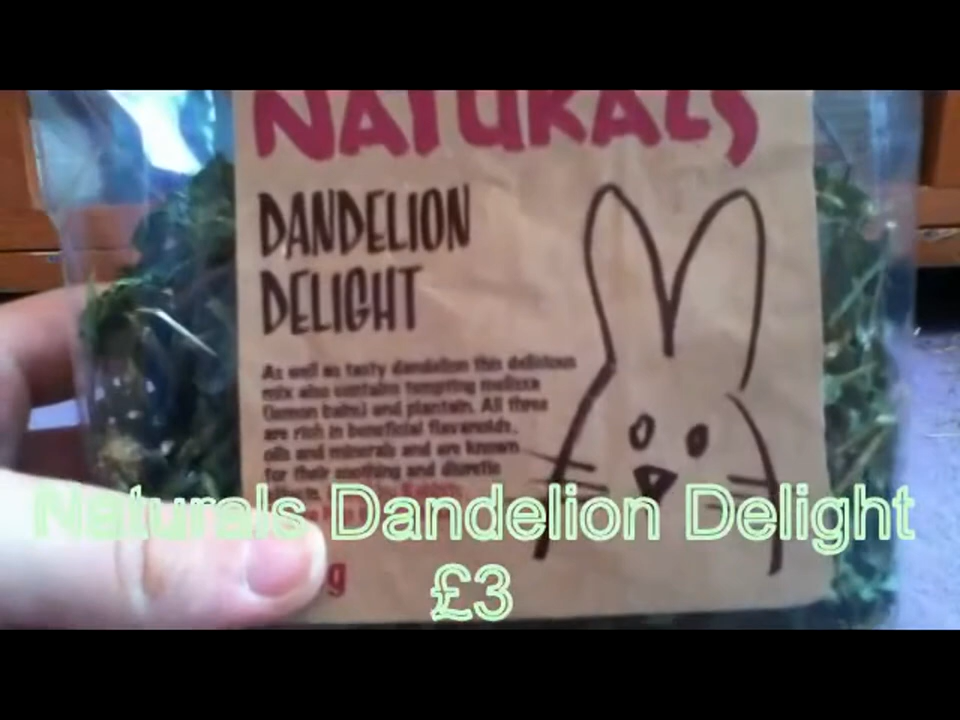 NATURALS
DANDELION
DELIGHT
As well as tasty dandelion this delicious
mix also contains tempting melissa
(lemon balm) and plantain. All three
are rich in beneficial flavanoids,
oils and minerals and are known
for their soothing and diuretic
Naturals Dandelion Delight
g
£3